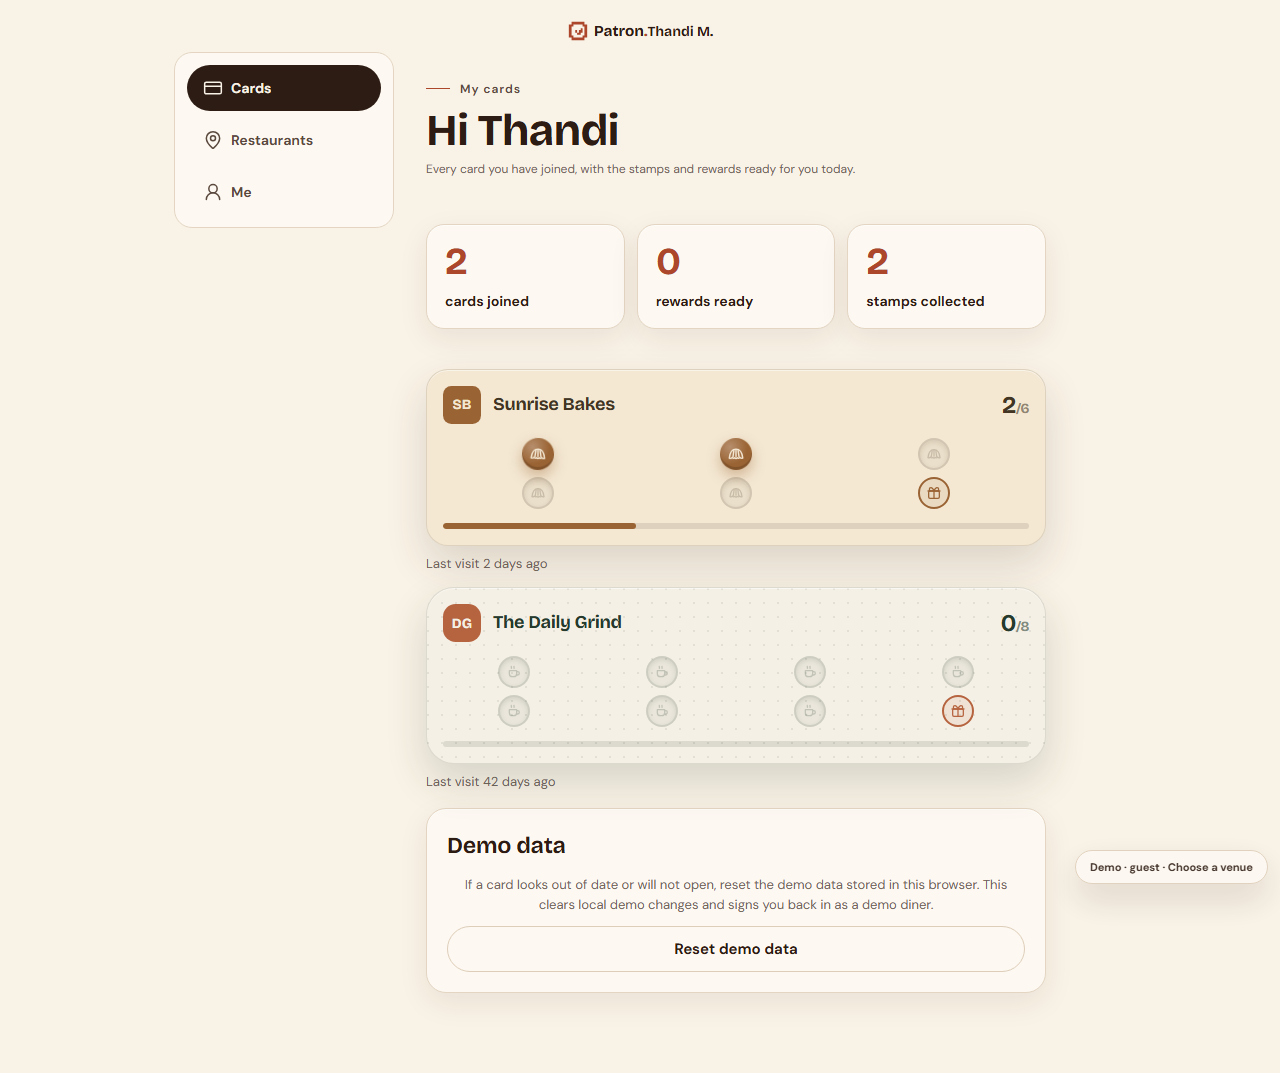 Patron.Thandi M.
Cards
Restaurants
Me
My cards
Hi Thandi
Every card you have joined, with the stamps and rewards ready for you today.
2
cards joined
0
rewards ready
2
stamps collected
SB
Sunrise Bakes
2/6
Last visit 2 days ago
DG
The Daily Grind
0/8
Last visit 42 days ago
Demo data
If a card looks out of date or will not open, reset the demo data stored in this browser. This
clears local demo changes and signs you back in as a demo diner.
Reset demo data
Demo · guest · Choose a venue